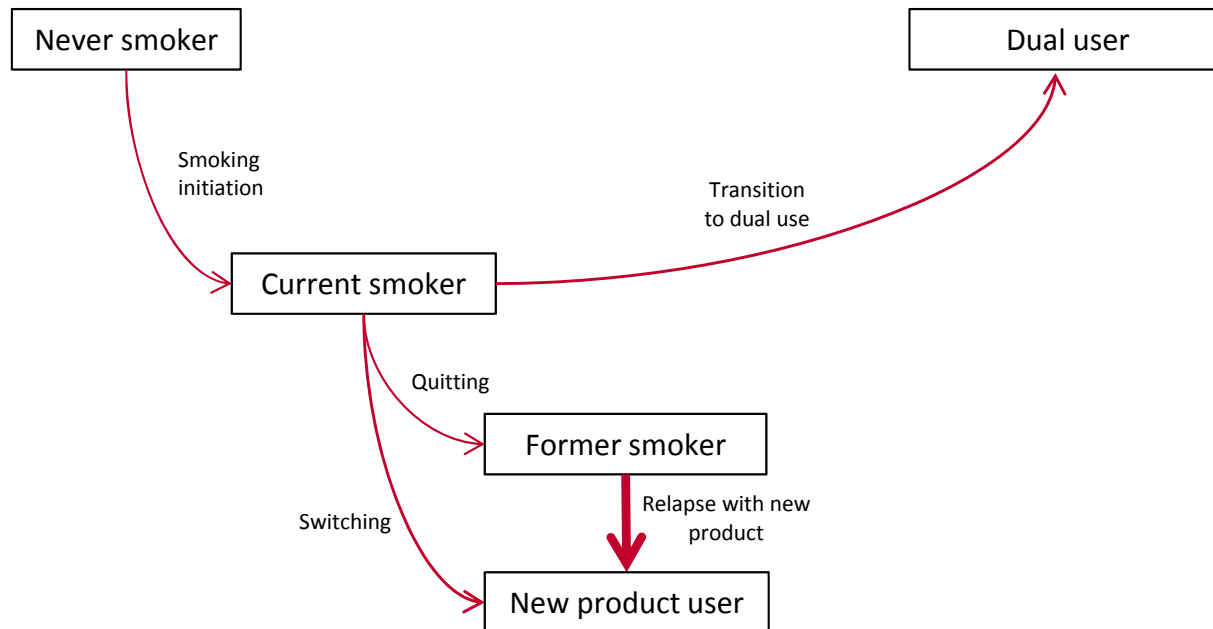 Never smoker
Dual user
Smoking
initiation
Transition
to dual use
Current smoker
Quitting
Former smoker
Switching
Relapse with new
product
New product user